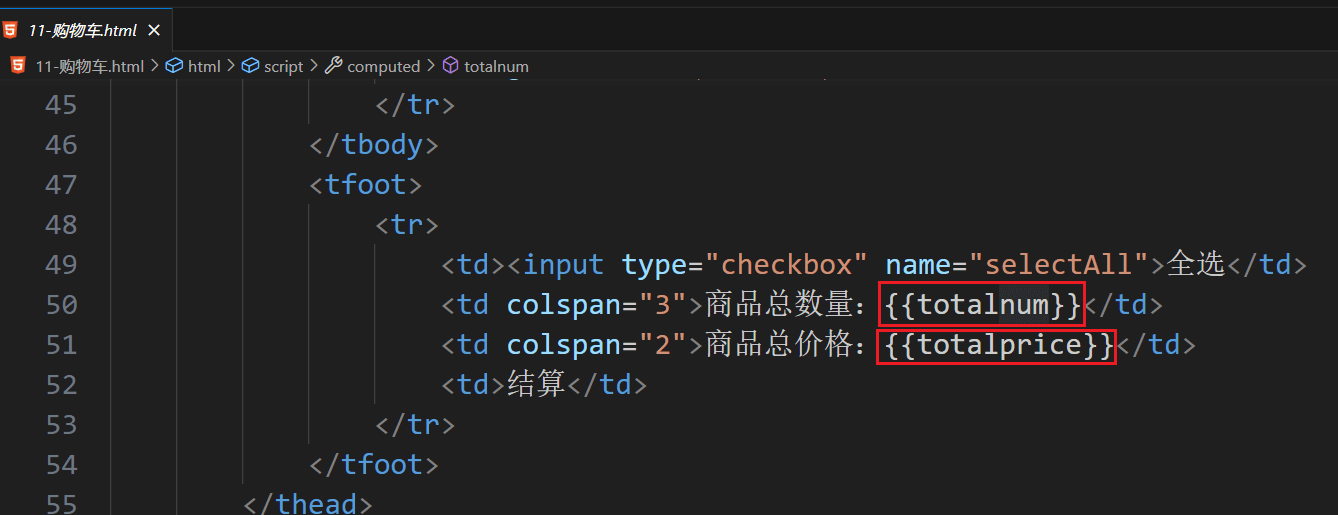 11-购物车.html
11-购物车.html > html > script > computed > totalnum
45 </tr>
46 </tbody>
47 <tfoot>
48 <tr>
49 <td><input type="checkbox" name="selectAll">全选</td>
50 <td colspan="3">商品总数量：{{totalnum}}</td>
51 <td colspan="2">商品总价格：{{totalprice}}</td>
52 <td>结算</td>
53 </tr>
54 </tfoot>
55 </thead>